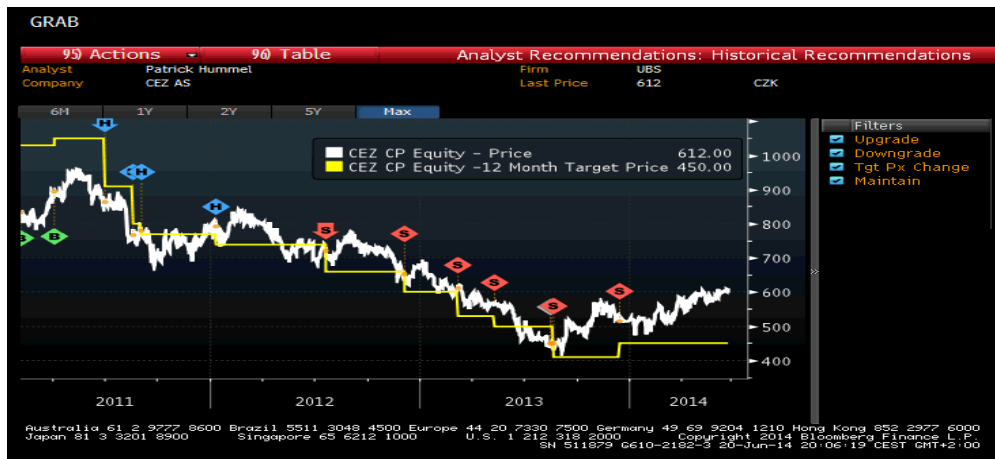 GRAB
95) Actions 96) Table Analyst Recommendations: Historical Recommendations
Analyst Patrick Hummel Firm UBS
Company CEZ AS Last Price 612 CZK
6M 1Y 2Y 5Y Max
Filters
Upgrade
Downgrade
Tgt Px Change
Maintain
CEZ CP Equity - Price 612.00
CEZ CP Equity -12 Month Target Price 450.00
H
H
H
B
S
S
S
S
S
S
1000
900
800
700
600
500
400
»
2011 2012 2013 2014
Australia 61 2 9777 8600 Brazil 5511 3048 4500 Europe 44 20 7330 7500 Germany 49 69 9204 1210 Hong Kong 852 2977 6000
Japan 81 3 3201 8900 Singapore 65 6212 1000 U.S. 1 212 318 2000 Copyright 2014 Bloomberg Finance L.P.
SN 511879 G610-2182-3 20-Jun-14 20:06:19 CEST GMT+2:00